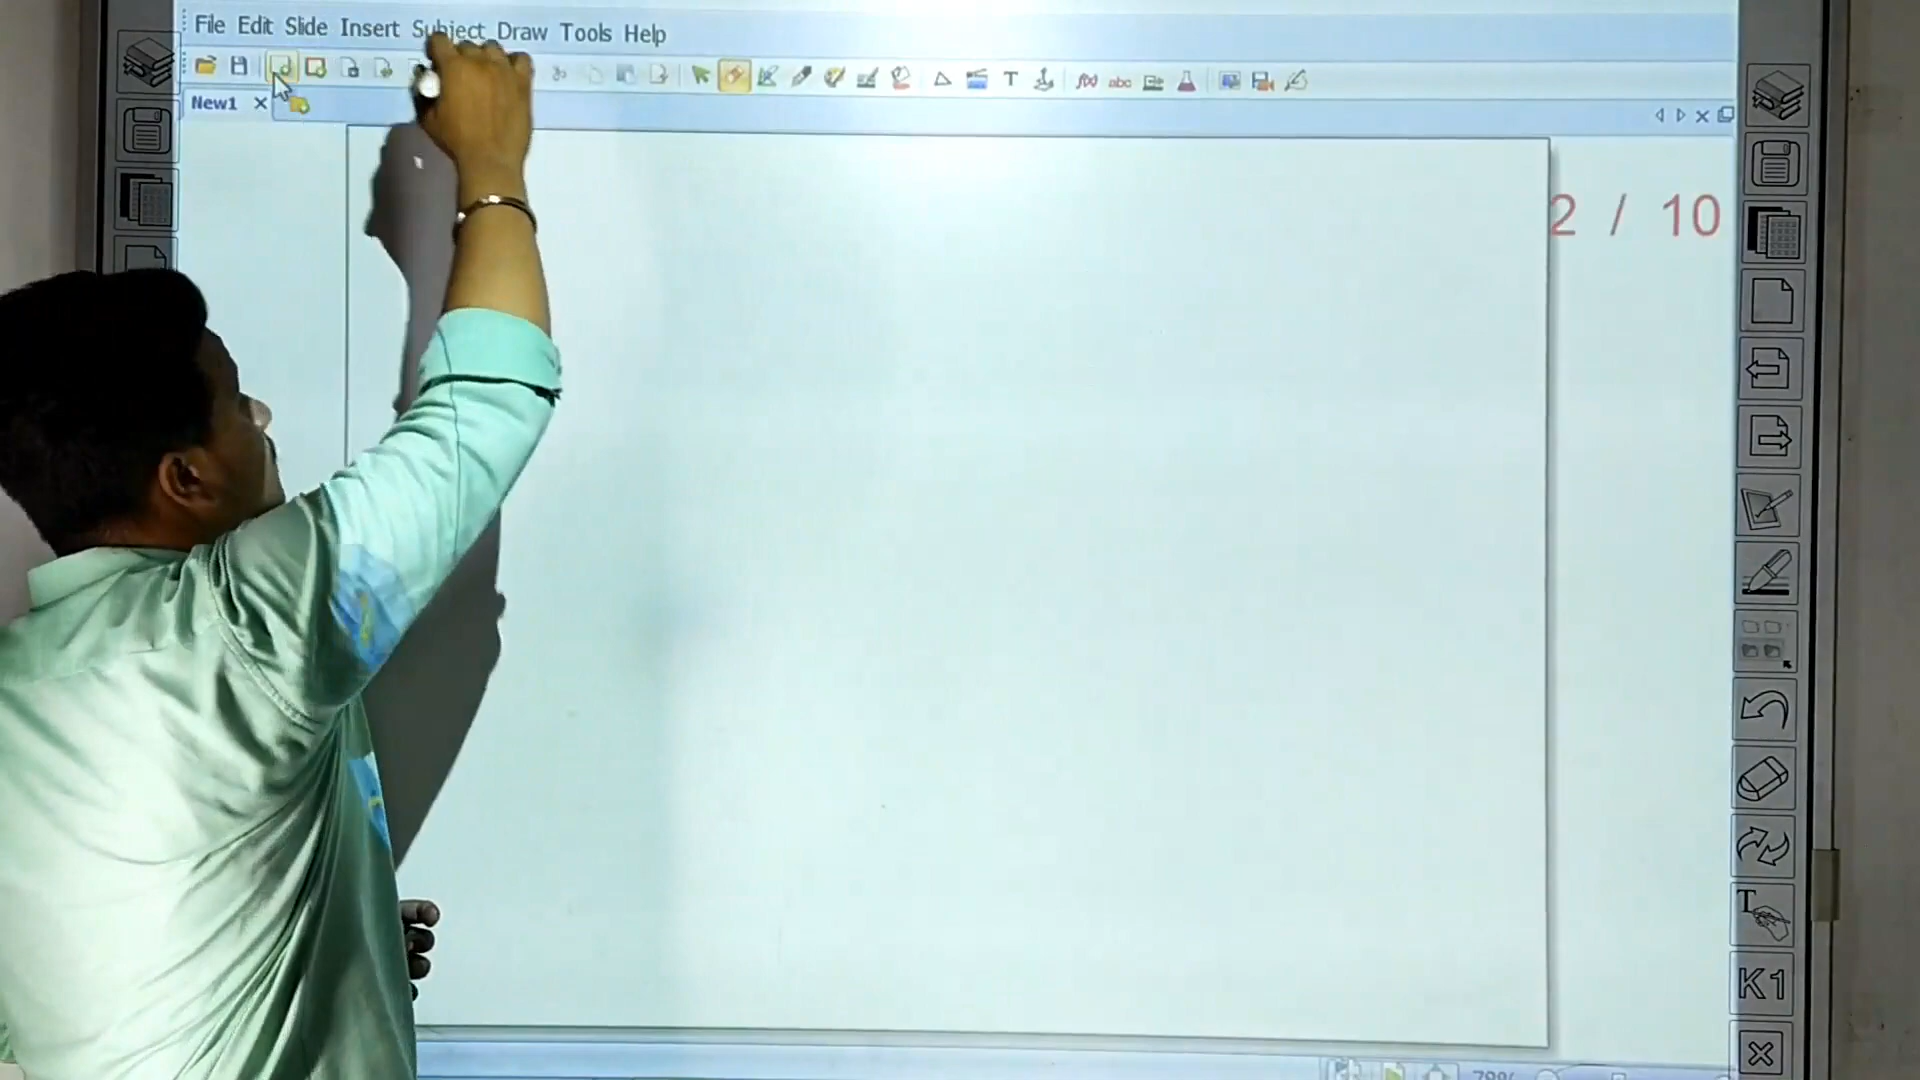 File Edit Slide Insert Subject Draw Tools Help
T f(x) abc
New1
2 / 10
T
K1